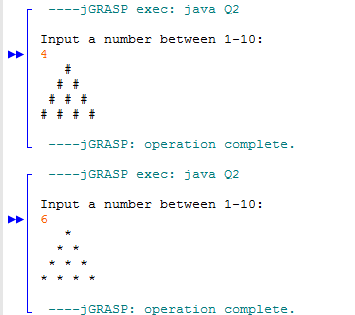 ----jGRASP exec: java Q2
Input a number between 1-10:
4
   #
  # #
 # # #
# # # #
----jGRASP: operation complete.
----jGRASP exec: java Q2
Input a number between 1-10:
6
   *
  * *
 * * *
* * * *
----jGRASP: operation complete.